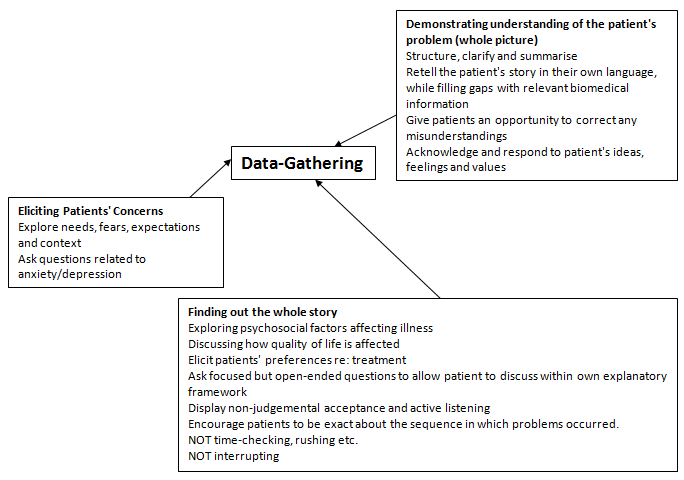 Demonstrating understanding of the patient's
problem (whole picture)
Structure, clarify and summarise
Retell the patient's story in their own language,
while filling gaps with relevant biomedical
information
Give patients an opportunity to correct any
misunderstandings
Acknowledge and respond to patient's ideas,
feelings and values
Data-Gathering
Eliciting Patients' Concerns
Explore needs, fears, expectations
and context
Ask questions related to
anxiety/depression
Finding out the whole story
Exploring psychosocial factors affecting illness
Discussing how quality of life is affected
Elicit patients' preferences re: treatment
Ask focused but open-ended questions to allow patient to discuss within own explanatory
framework
Display non-judgemental acceptance and active listening
Encourage patients to be exact about the sequence in which problems occurred.
NOT time-checking, rushing etc.
NOT interrupting